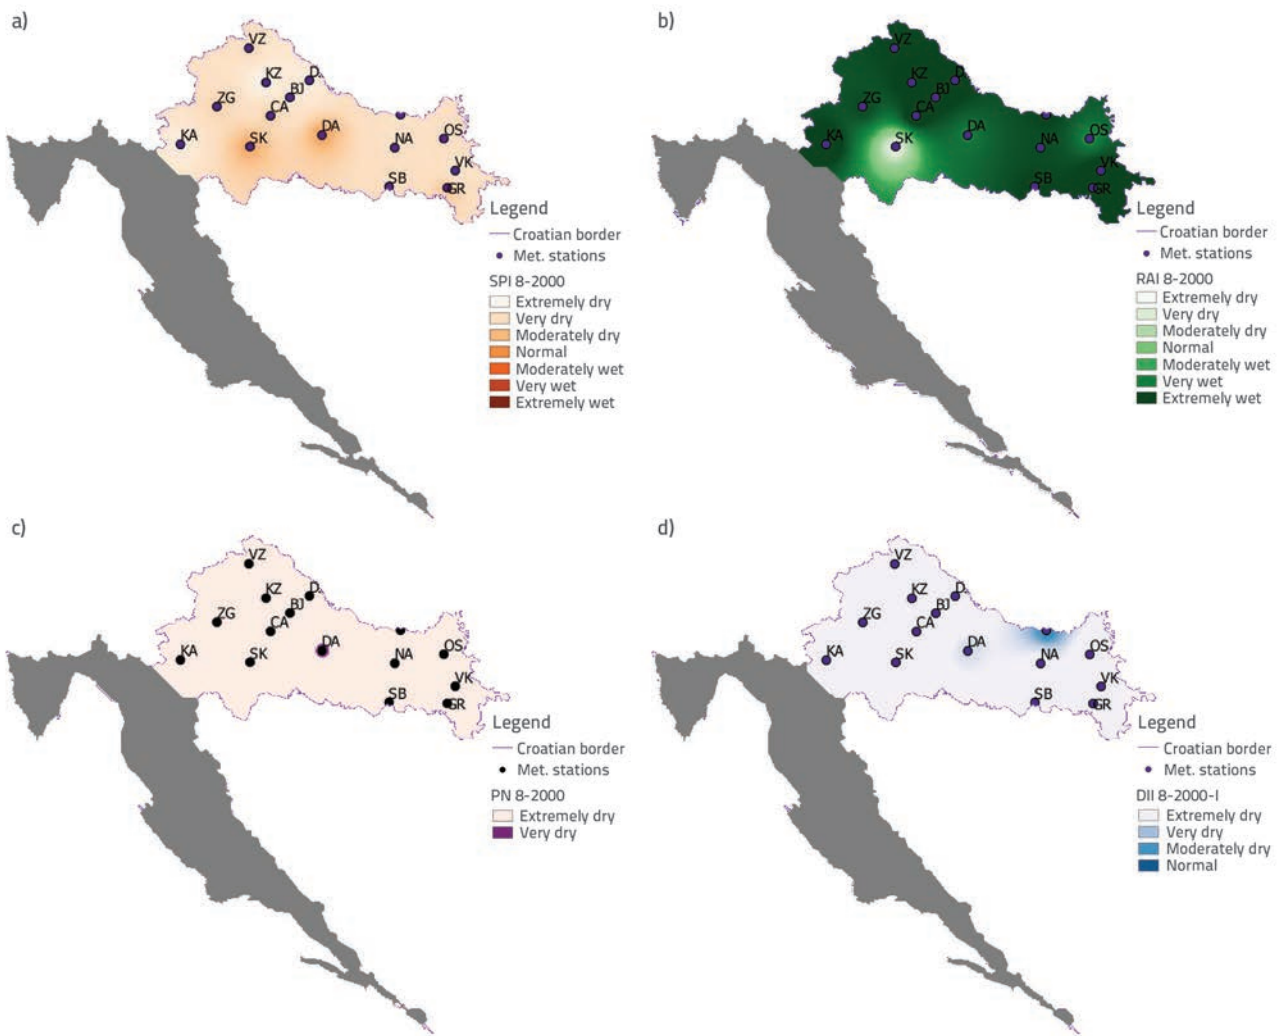 a)
VZ
KZ
D.
BJ
ZG
CA
KA
SK
DA
NA
OS
VK
SB
GR
Legend
Croatian border
Met. stations
SPI 8-2000
Extremely dry
Very dry
Moderately dry
Normal
Moderately wet
Very wet
Extremely wet
b)
VZ
KZ
D
BJ
ZG
CA
KA
SK
DA
NA
OS
VK
SB
GR
Legend
Croatian border
Met. stations
RAI 8-2000
Extremely dry
Very dry
Moderately dry
Normal
Moderately wet
Very wet
Extremely wet
c)
VZ
KZ
D.
BJ
ZG
CA
KA
SK
DA
NA
OS
VK
SB
GR
Legend
Croatian border
Met. stations
PN 8-2000
Extremely dry
Very dry
d)
VZ
KZ
D.
BJ
ZG
CA
KA
SK
DA
NA
OS
VK
SB
GR
Legend
Croatian border
Met. stations
DII 8-2000-I
Extremely dry
Very dry
Moderately dry
Normal